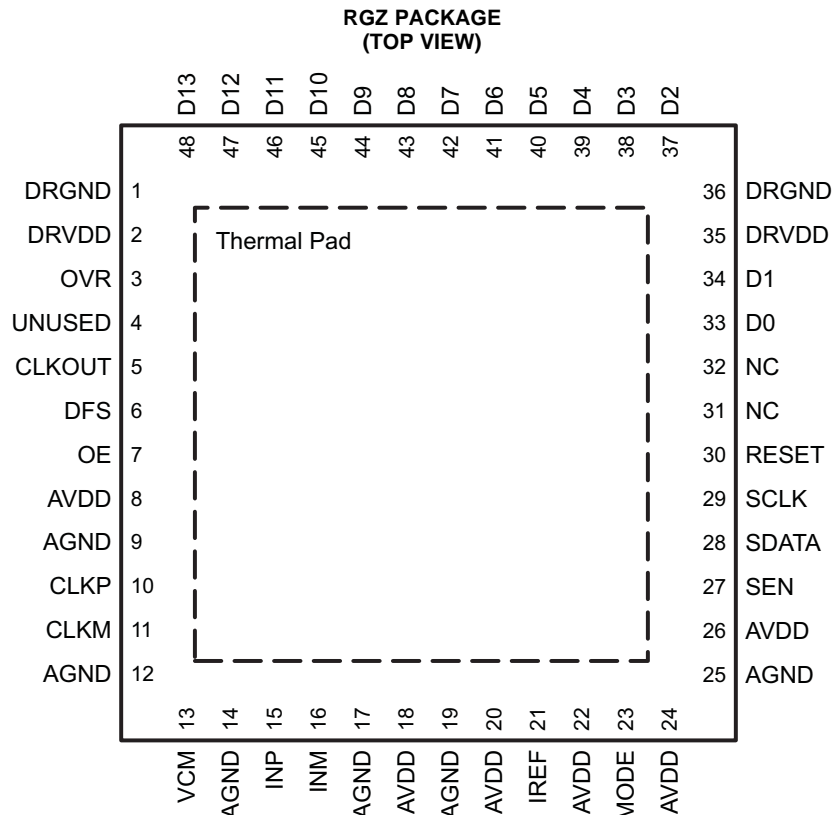 RGZ PACKAGE
(TOP VIEW)
D13 D12 D11 D10 D9 D8 D7 D6 D5 D4 D3 D2
48 47 46 45 44 43 42 41 40 39 38 37
DRGND 1
DRVDD 2
OVR 3
UNUSED 4
CLKOUT 5
DFS 6
OE 7
AVDD 8
AGND 9
CLKP 10
CLKM 11
AGND 12
Thermal Pad
36 DRGND
35 DRVDD
34 D1
33 D0
32 NC
31 NC
30 RESET
29 SCLK
28 SDATA
27 SEN
26 AVDD
25 AGND
13 14 15 16 17 18 19 20 21 22 23 24
VCM AGND INP INM AGND AVDD AGND AVDD IREF AVDD MODE AVDD